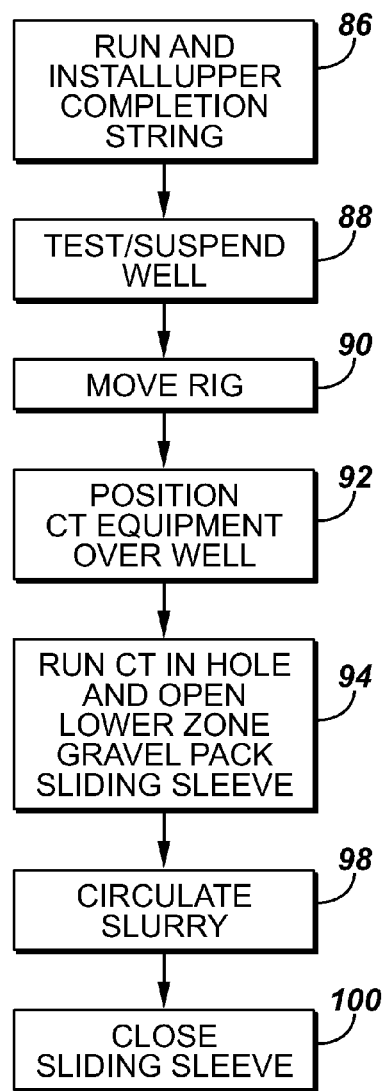 86
RUN AND
INSTALLUPPER
COMPLETION
STRING
88
TEST/SUSPEND
WELL
90
MOVE RIG
92
POSITION
CT EQUIPMENT
OVER WELL
94
RUN CT IN HOLE
AND OPEN
LOWER ZONE
GRAVEL PACK
SLIDING SLEEVE
98
CIRCULATE
SLURRY
100
CLOSE
SLIDING SLEEVE